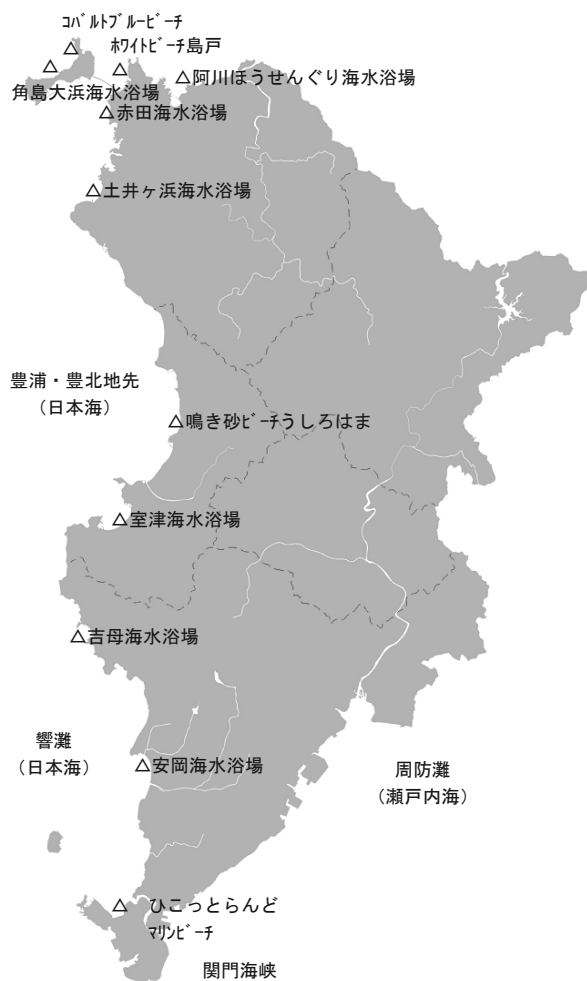 コバルトブルービーチ
△
ホワイトビーチ島戸
△
△
△阿川ほうせんぐり海水浴場
角島大浜海水浴場
△赤田海水浴場
△土井ヶ浜海水浴場
豊浦・豊北地先
（日本海）
△鳴き砂ビーチうしろはま
△室津海水浴場
△吉母海水浴場
響灘
（日本海）
△安岡海水浴場
周防灘
（瀬戸内海）
△ ひこっとらんど
マリンビーチ
関門海峡